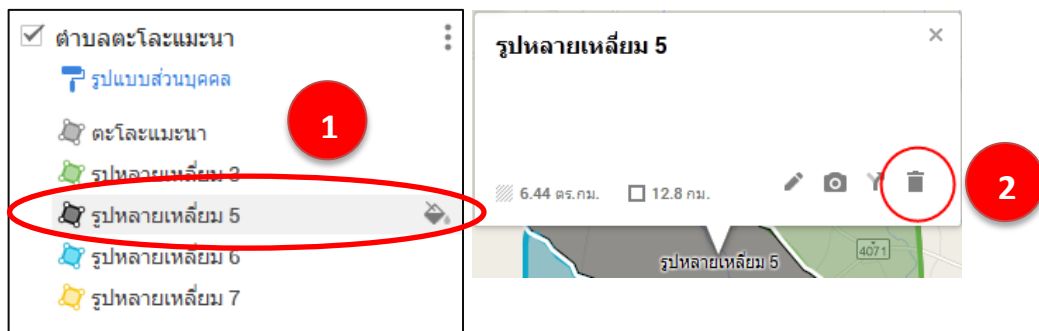 ตำบลตะโละแมะนา
รูปแบบส่วนบุคคล
1
ตะโละแมะนา
รูปหลายเหลี่ยม 3
รูปหลายเหลี่ยม 5
รูปหลายเหลี่ยม 6
รูปหลายเหลี่ยม 7
รูปหลายเหลี่ยม 5
6.44 ตร.กม. 12.8 กม.
2
4071
รูปหลายเหลี่ยม 5